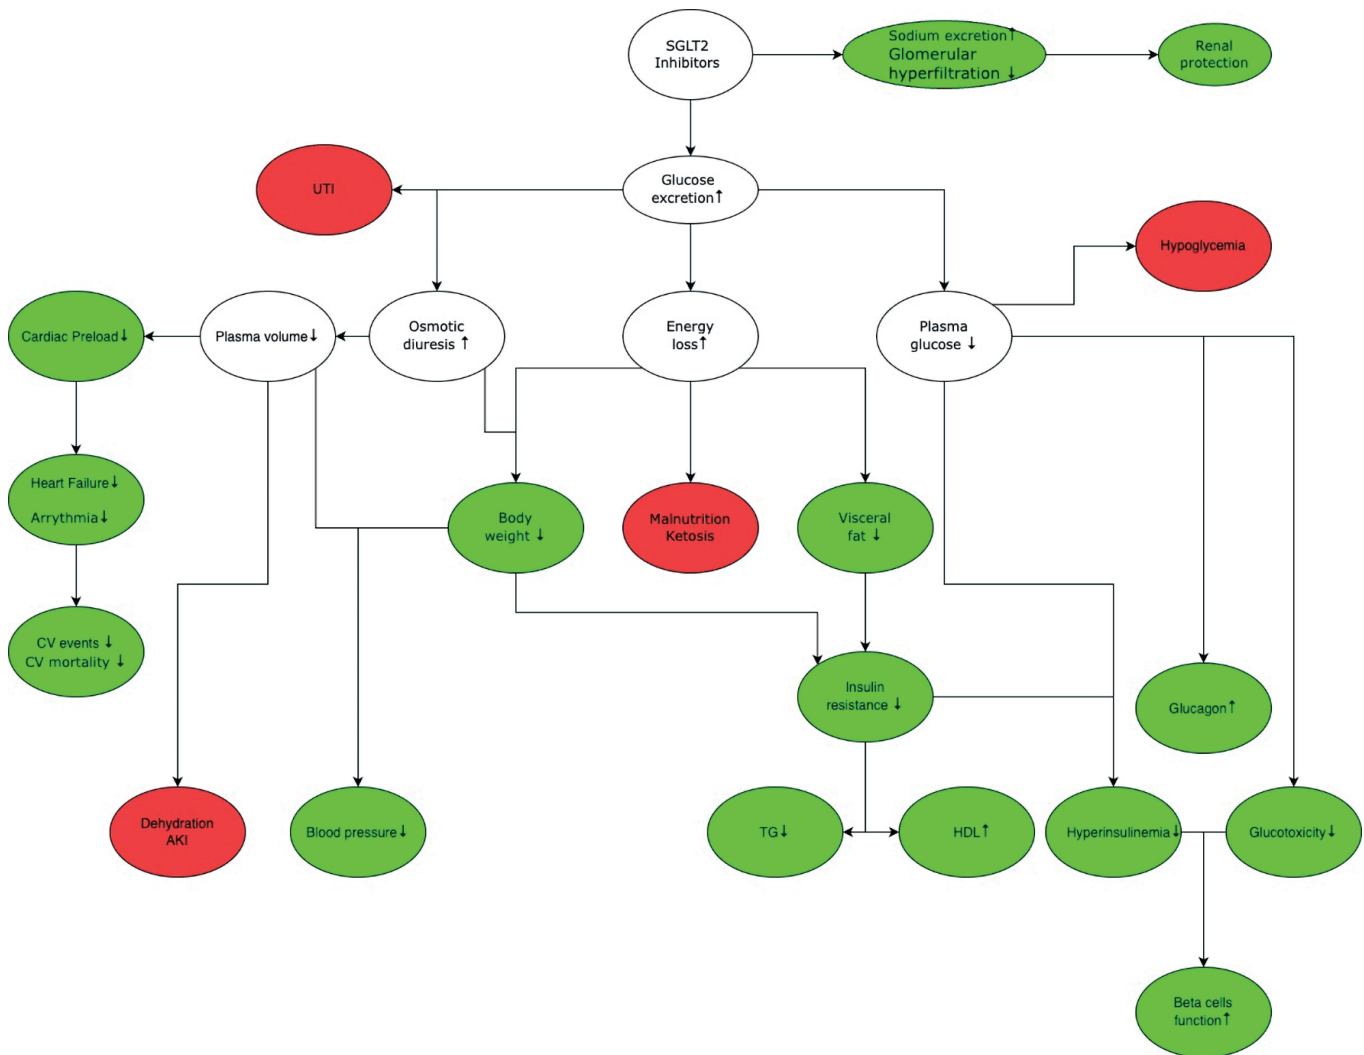 SGLT2
Inhibitors
Sodium excretion↑
Glomerular
hyperfiltration ↓
Renal
protection
UTI
Glucose
excretion↑
Hypoglycemia
Cardiac Preload↓
Plasma volume↓
Osmotic
diuresis ↑
Energy
loss↑
Plasma
glucose ↓
Heart Failure↓
Arrythmia↓
Body
weight ↓
Malnutrition
Ketosis
Visceral
fat ↓
CV events ↓
CV mortality ↓
Insulin
resistance ↓
Glucagon↑
Dehydration
AKI
Blood pressure↓
TG↓
HDL↑
Hyperinsulinemia↓
Glucotoxicity↓
Beta cells
function↑